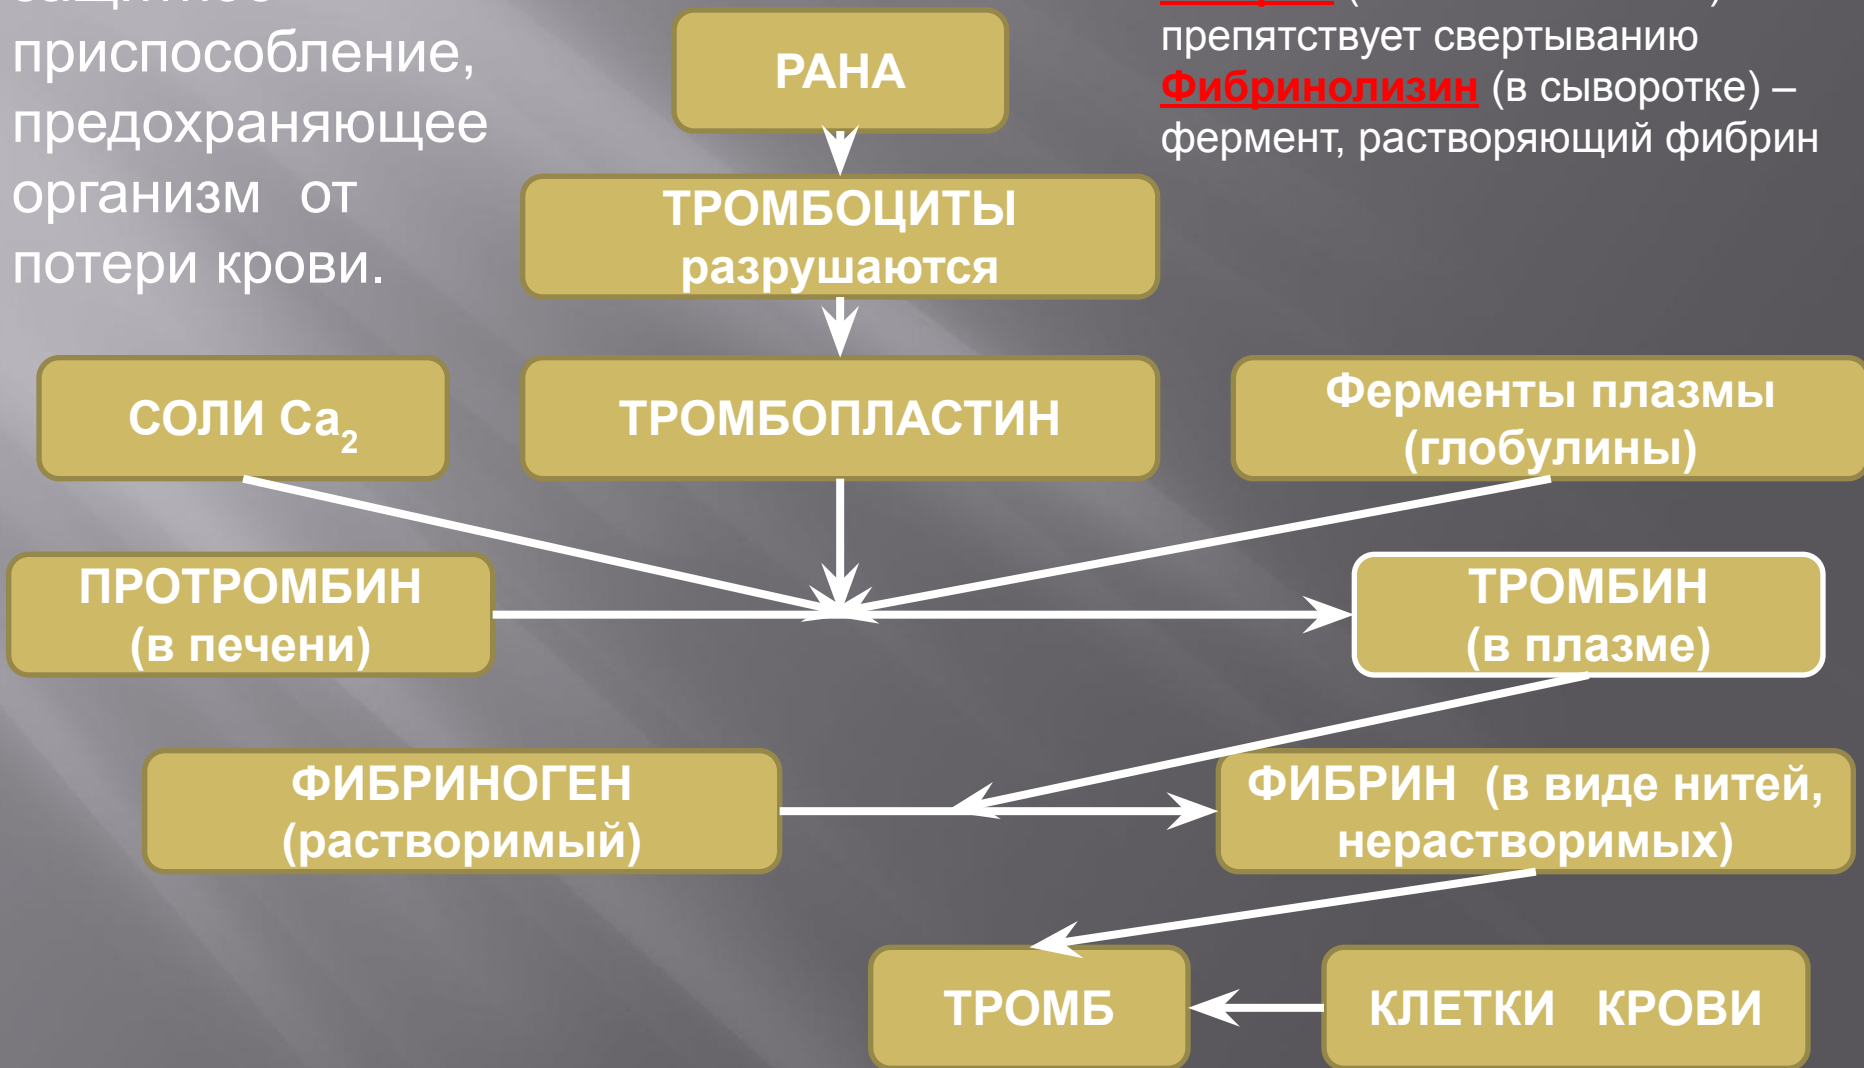 приспособление,
предохраняющее
организм от
потери крови.
препятствует свертыванию
Фибринолизин (в сыворотке) –
фермент, растворяющий фибрин
РАНА
ТРОМБОЦИТЫ
разрушаются
СОЛИ Ca₂
ТРОМБОПЛАСТИН
Ферменты плазмы
(глобулины)
ПРОТРОМБИН
(в печени)
ТРОМБИН
(в плазме)
ФИБРИНОГЕН
(растворимый)
ФИБРИН (в виде нитей,
нерастворимых)
ТРОМБ
КЛЕТКИ КРОВИ